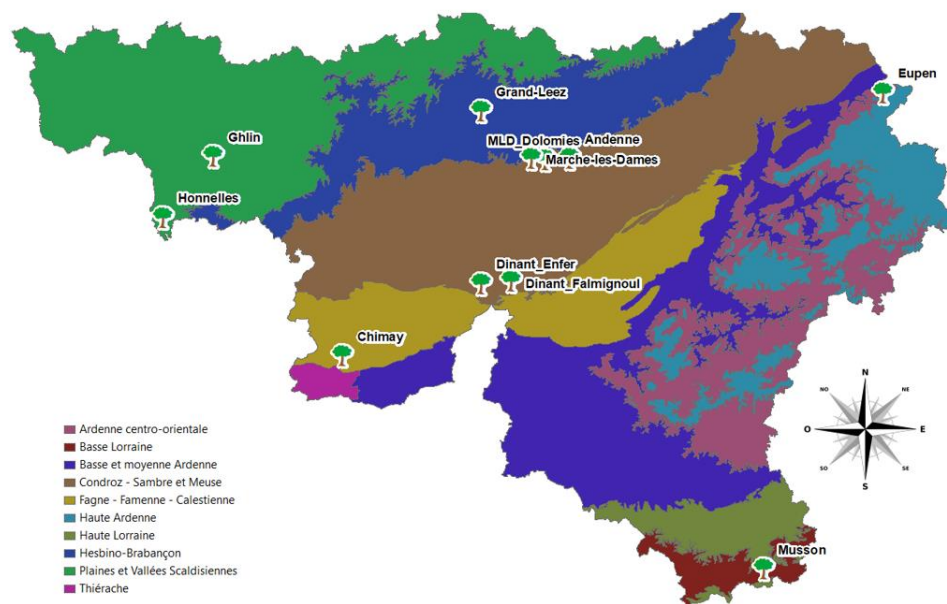 Eupen
Grand-Leez
Ghlin
MLD_Dolomies
Andenne
Marche-les-Dames
Honnelles
Dinant_Enfer
Dinant_Falmignoul
Chimay
Musson
N
NE
E
SE
S
SO
O
NO
Ardenne centro-orientale
Basse Lorraine
Basse et moyenne Ardenne
Condroz - Sambre et Meuse
Fagne - Famenne - Calestienne
Haute Ardenne
Haute Lorraine
Hesbino-Brabançon
Plaines et Vallées Scaldisiennes
Thiérache